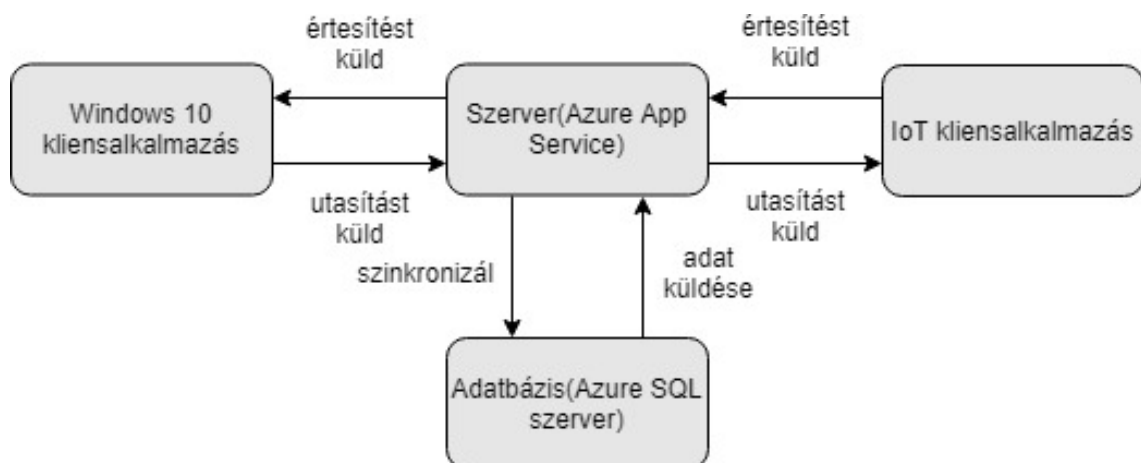 értesítést
küld
értesítést
küld
Windows 10
kliensalkalmazás
Szerver(Azure App
Service)
IoT kliensalkalmazás
utasítást
küld
utasítást
küld
szinkronizál
adat
küldése
Adatbázis(Azure SQL
szerver)